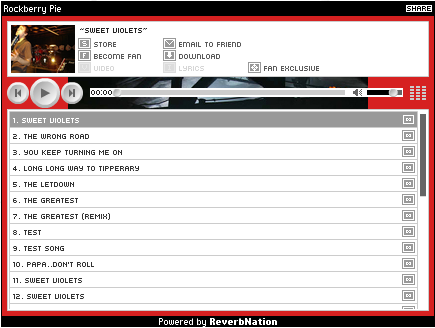 Rockberry Pie SHARE
~SWEET VIOLETS~
STORE EMAIL TO FRIEND
BECOME FAN DOWNLOAD
VIDEO LYRICS FAN EXCLUSIVE
00:00
1. SWEET VIOLETS
2. THE WRONG ROAD
3. YOU KEEP TURNING ME ON
4. LONG LONG WAY TO TIPPERARY
5. THE LETDOWN
6. THE GREATEST
7. THE GREATEST (REMIX)
8. TEST
9. TEST SONG
10. PAPA..DON'T ROLL
11. SWEET VIOLETS
12. SWEET VIOLETS
Powered by ReverbNation